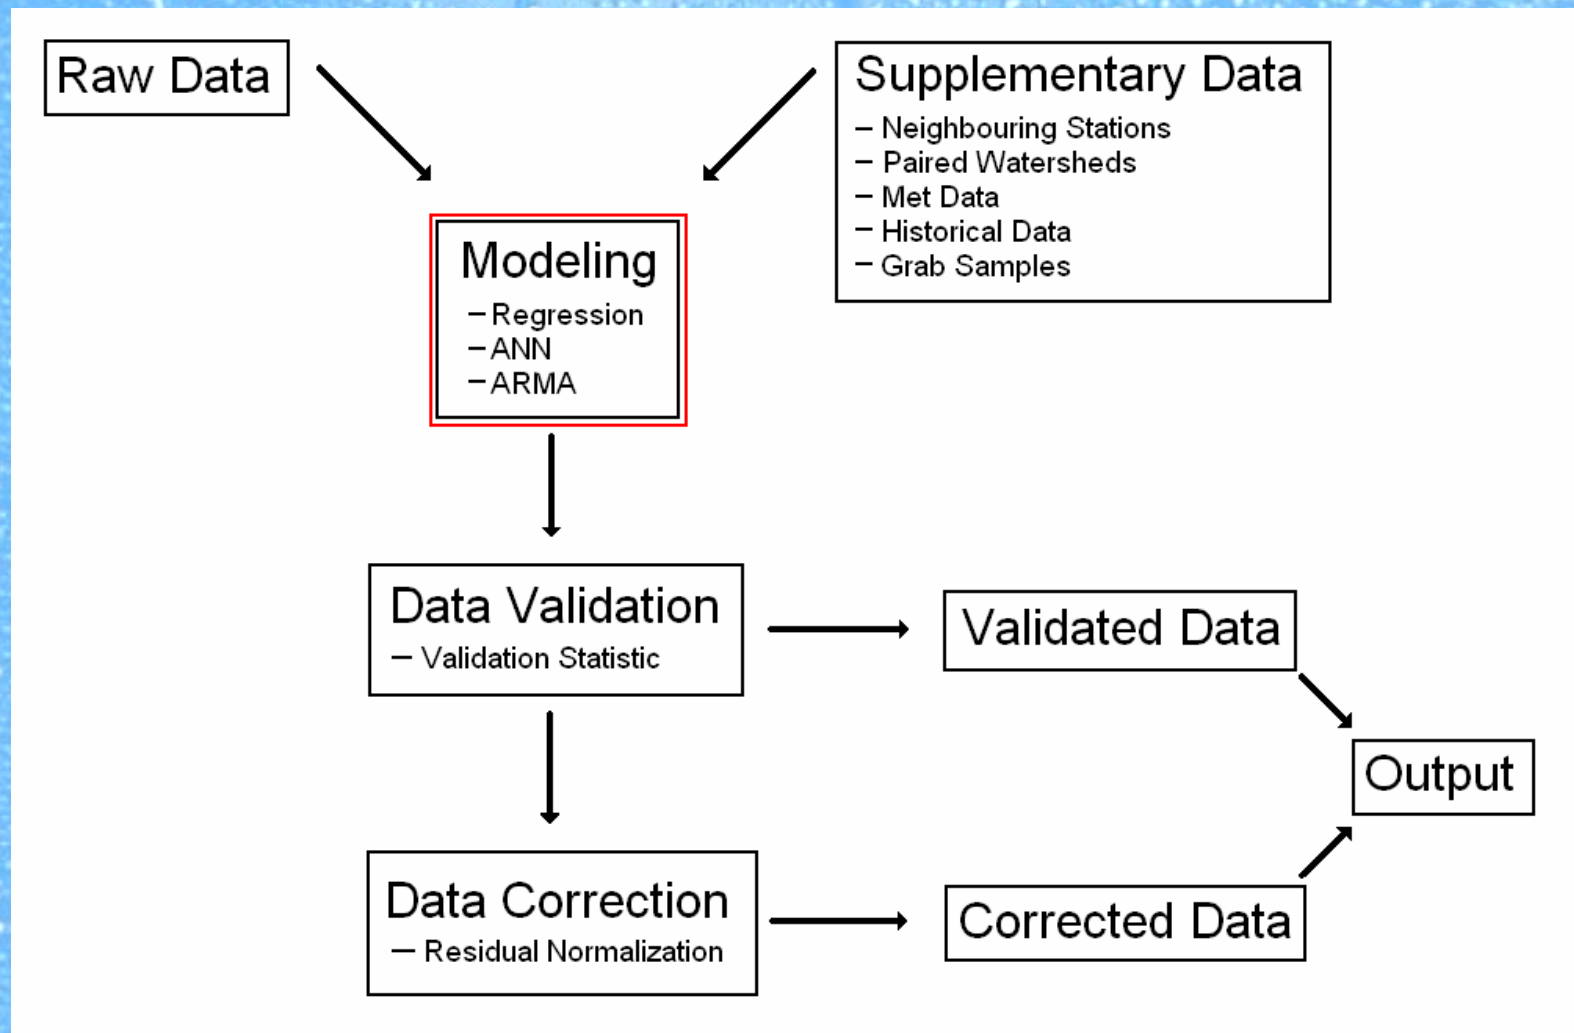 Raw Data
Supplementary Data
– Neighbouring Stations
– Paired Watersheds
– Met Data
– Historical Data
– Grab Samples
Modeling
– Regression
– ANN
– ARMA
Data Validation
– Validation Statistic
Validated Data
Output
Data Correction
– Residual Normalization
Corrected Data